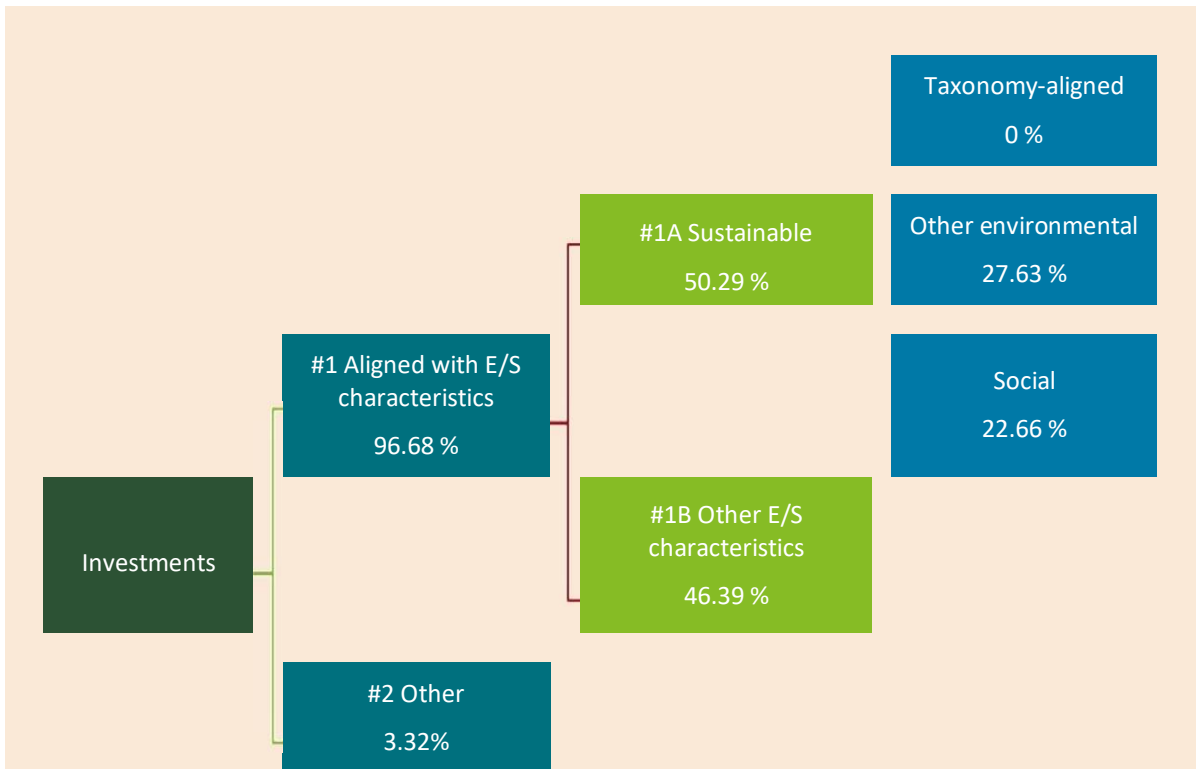 Taxonomy-aligned
0 %
#1A Sustainable
50.29 %
Other environmental
27.63 %
#1 Aligned with E/S
characteristics
96.68 %
Social
22.66 %
Investments
#1B Other E/S
characteristics
46.39 %
#2 Other
3.32%